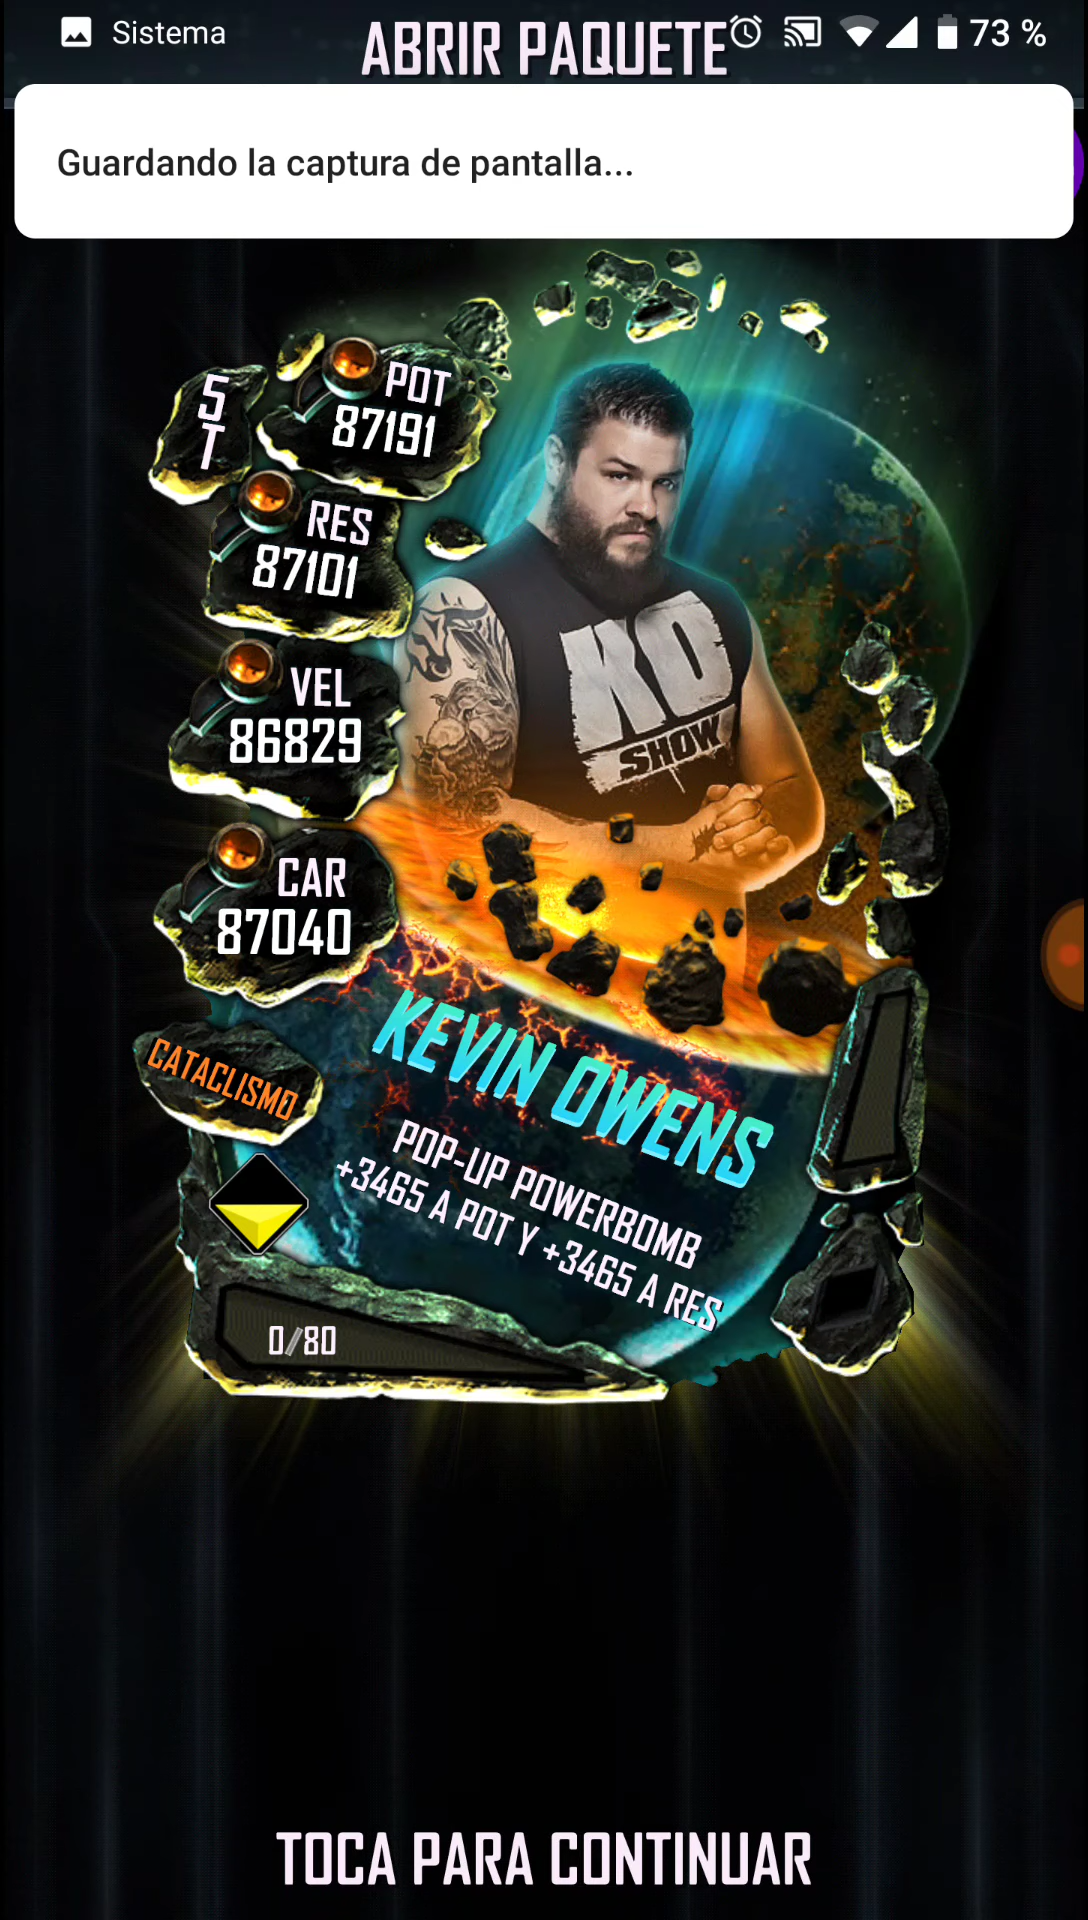 Sistema
ABRIR PAQUETE
73 %
Guardando la captura de pantalla...
5
T
POT
87191
RES
87101
VEL
86829
CAR
87040
KO
SHOW
CATACLISMO
KEVIN OWENS
POP-UP POWERBOMB
+3465 A POT Y +3465 A RES
0/80
TOCA PARA CONTINUAR